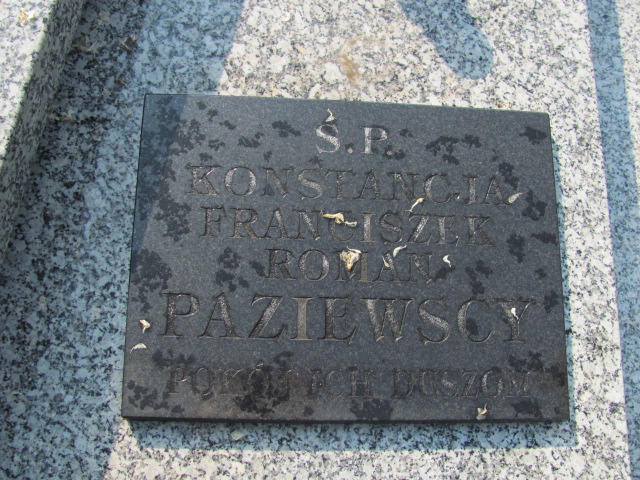 Ś.P.
KONSTANCJA
FRANCISZEK
ROMAN
PAZIEWSCY
POKÓJ ICH DUSZOM